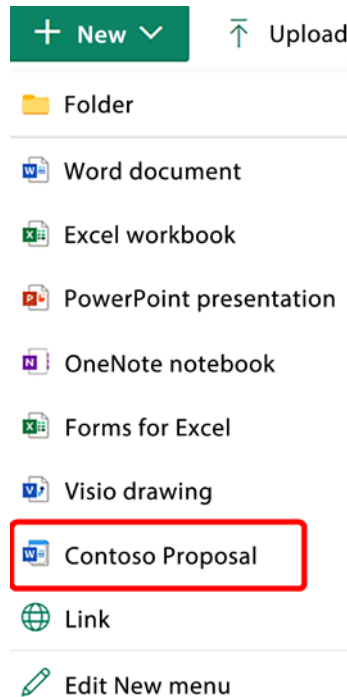 New Upload
Folder
Word document
Excel workbook
PowerPoint presentation
OneNote notebook
Forms for Excel
Visio drawing
Contoso Proposal
Link
Edit New menu